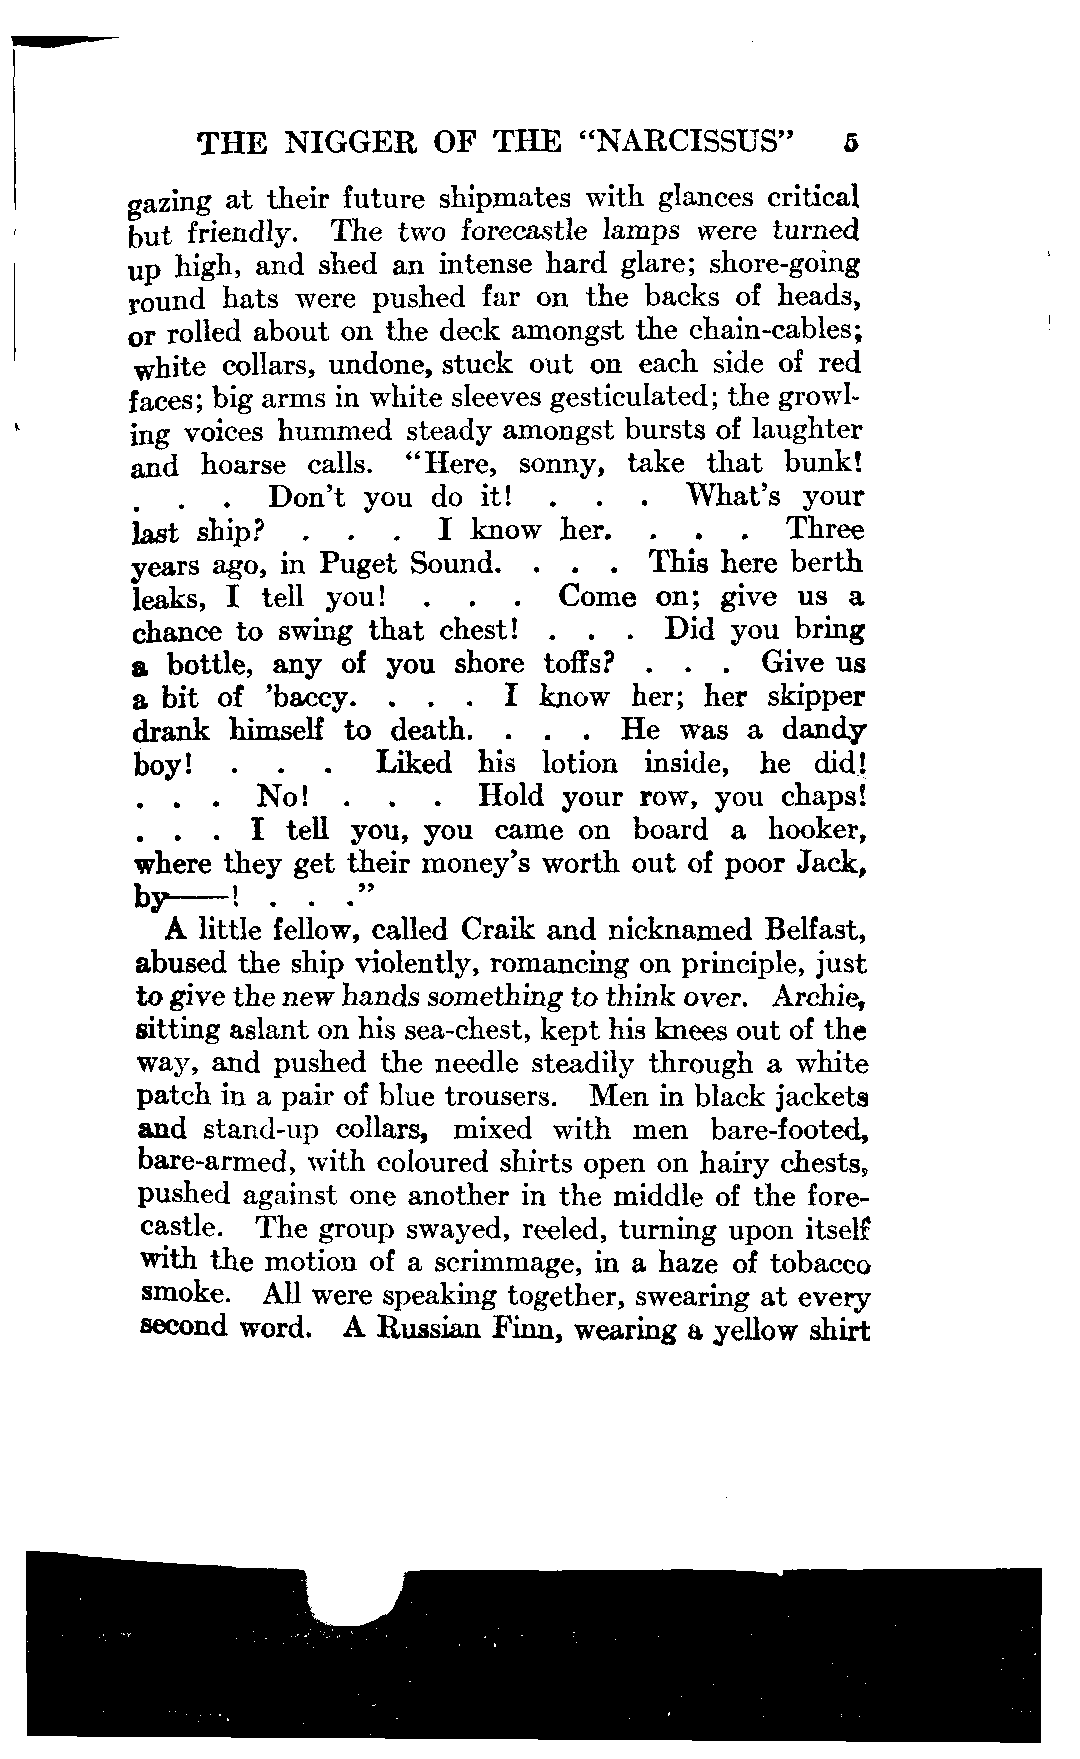 THE NIGGER OF THE "NARCISSUS" 5
gazing at their future shipmates with glances critical
but friendly. The two forecastle lamps were turned
up high, and shed an intense hard glare; shore-going
round hats were pushed far on the backs of heads,
or rolled about on the deck amongst the chain-cables;
white collars, undone, stuck out on each side of red
faces; big arms in white sleeves gesticulated; the growl-
ing voices hummed steady amongst bursts of laughter
and hoarse calls. "Here, sonny, take that bunk!
. . . Don't you do it! . . . What's your
last ship? . . . I know her. . . . Three
years ago, in Puget Sound. . . . This here berth
leaks, I tell you! . . . Come on; give us a
chance to swing that chest! . . . Did you bring
a bottle, any of you shore toffs? . . . Give us
a bit of 'baccy. . . . I know her; her skipper
drank himself to death. . . . He was a dandy
boy! . . . Liked his lotion inside, he did!
. . . No! . . . Hold your row, you chaps!
. . . I tell you, you came on board a hooker,
where they get their money's worth out of poor Jack,
by——! . . ."
A little fellow, called Craik and nicknamed Belfast,
abused the ship violently, romancing on principle, just
to give the new hands something to think over. Archie,
sitting aslant on his sea-chest, kept his knees out of the
way, and pushed the needle steadily through a white
patch in a pair of blue trousers. Men in black jackets
and stand-up collars, mixed with men bare-footed,
bare-armed, with coloured shirts open on hairy chests,
pushed against one another in the middle of the fore-
castle. The group swayed, reeled, turning upon itself
with the motion of a scrimmage, in a haze of tobacco
smoke. All were speaking together, swearing at every
second word. A Russian Finn, wearing a yellow shirt